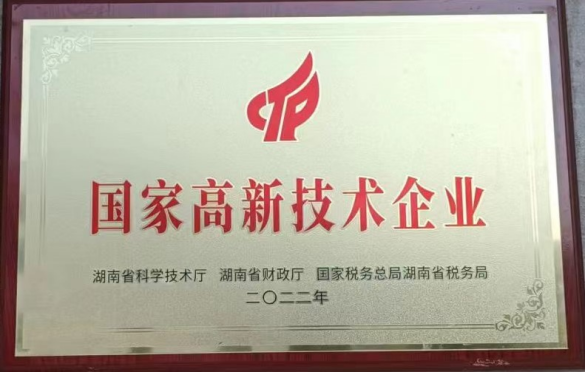 CTP
国家高新技术企业
湖南省科学技术厅 湖南省财政厅 国家税务总局湖南省税务局
二〇二二年